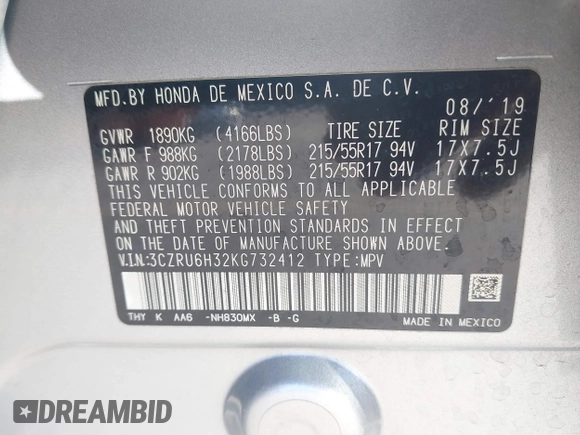 MFD.BY HONDA DE MEXICO S.A. DE C.V.
08/'19
GVWR 1890KG (4166LBS) TIRE SIZE RIM SIZE
GAWR F 988KG (2178LBS) 215/55R17 94V 17X7.5J
GAWR R 902KG (1988LBS) 215/55R17 94V 17X7.5J
THIS VEHICLE CONFORMS TO ALL APPLICABLE
FEDERAL MOTOR VEHICLE SAFETY
AND THEFT PREVENTION STANDARDS IN EFFECT
ON THE DATE OF MANUFACTURE SHOWN ABOVE.
V.I.N:3CZRU6H32KG732412 TYPE:MPV
THY K AA6 -NH830MX -B -G
MADE IN MEXICO
DREAMBID